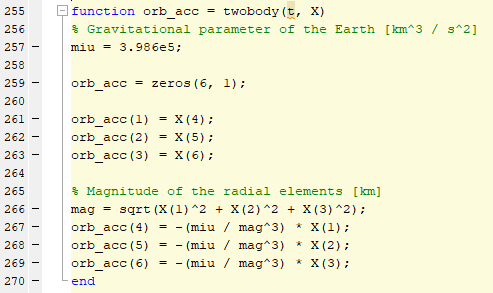 255 function orb_acc = twobody(t, X)
256 % Gravitational parameter of the Earth [km^3 / s^2]
257 – miu = 3.986e5;
258
259 – orb_acc = zeros(6, 1);
260
261 – orb_acc(1) = X(4);
262 – orb_acc(2) = X(5);
263 – orb_acc(3) = X(6);
264
265 % Magnitude of the radial elements [km]
266 – mag = sqrt(X(1)^2 + X(2)^2 + X(3)^2);
267 – orb_acc(4) = -(miu / mag^3) * X(1);
268 – orb_acc(5) = -(miu / mag^3) * X(2);
269 – orb_acc(6) = -(miu / mag^3) * X(3);
270 – end